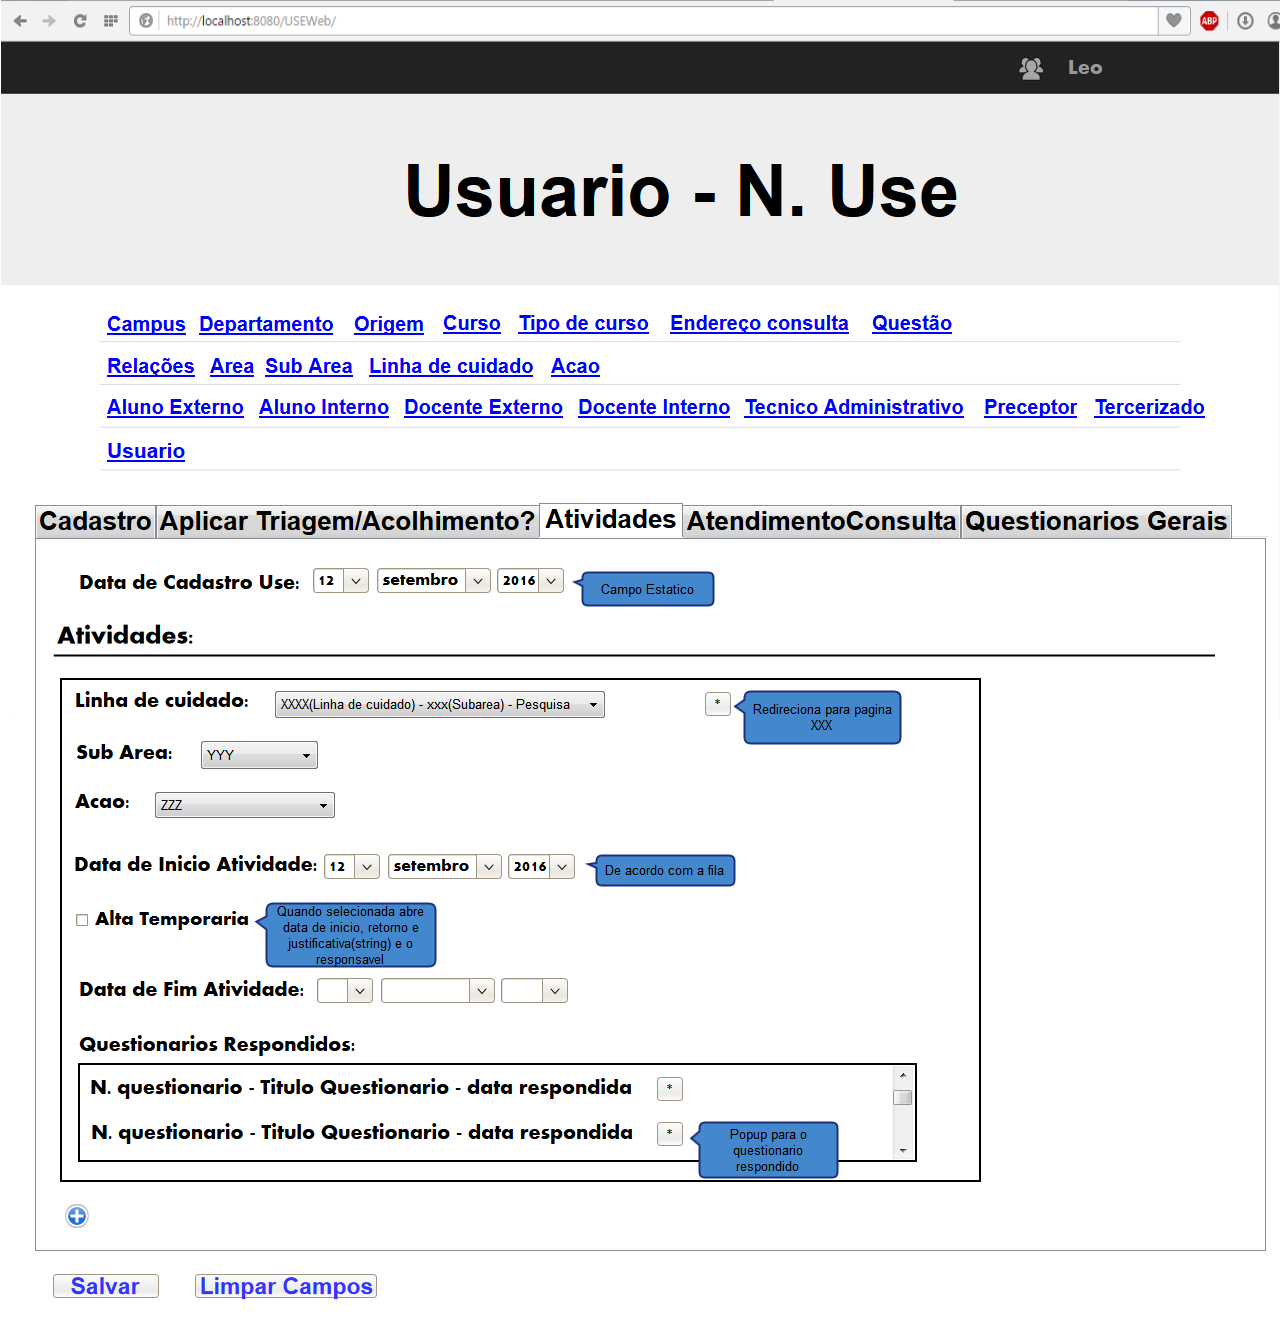 http://localhost:8080/USEWeb/
ABP
Leo
Usuario - N. Use
Campus Departamento Origem Curso Tipo de curso Endereço consulta Questão
Relações Area Sub Area Linha de cuidado Acao
Aluno Externo Aluno Interno Docente Externo Docente Interno Tecnico Administrativo Preceptor Tercerizado
Usuario
Cadastro Aplicar Triagem/Acolhimento? Atividades AtendimentoConsulta Questionarios Gerais
Data de Cadastro Use: 12 setembro 2016 Campo Estatico
Atividades:
Linha de cuidado: XXXX(Linha de cuidado) - xxx(Subarea) - Pesquisa * Redireciona para pagina
XXX
Sub Area: YYY
Acao: ZZZ
Data de Inicio Atividade: 12 setembro 2016 De acordo com a fila
Alta Temporaria
Quando selecionada abre
data de inicio, retorno e
justificativa(string) e o
responsavel
Data de Fim Atividade:
Questionarios Respondidos:
N. questionario - Titulo Questionario - data respondida *
N. questionario - Titulo Questionario - data respondida *
Popup para o
questionario
respondido
Salvar Limpar Campos